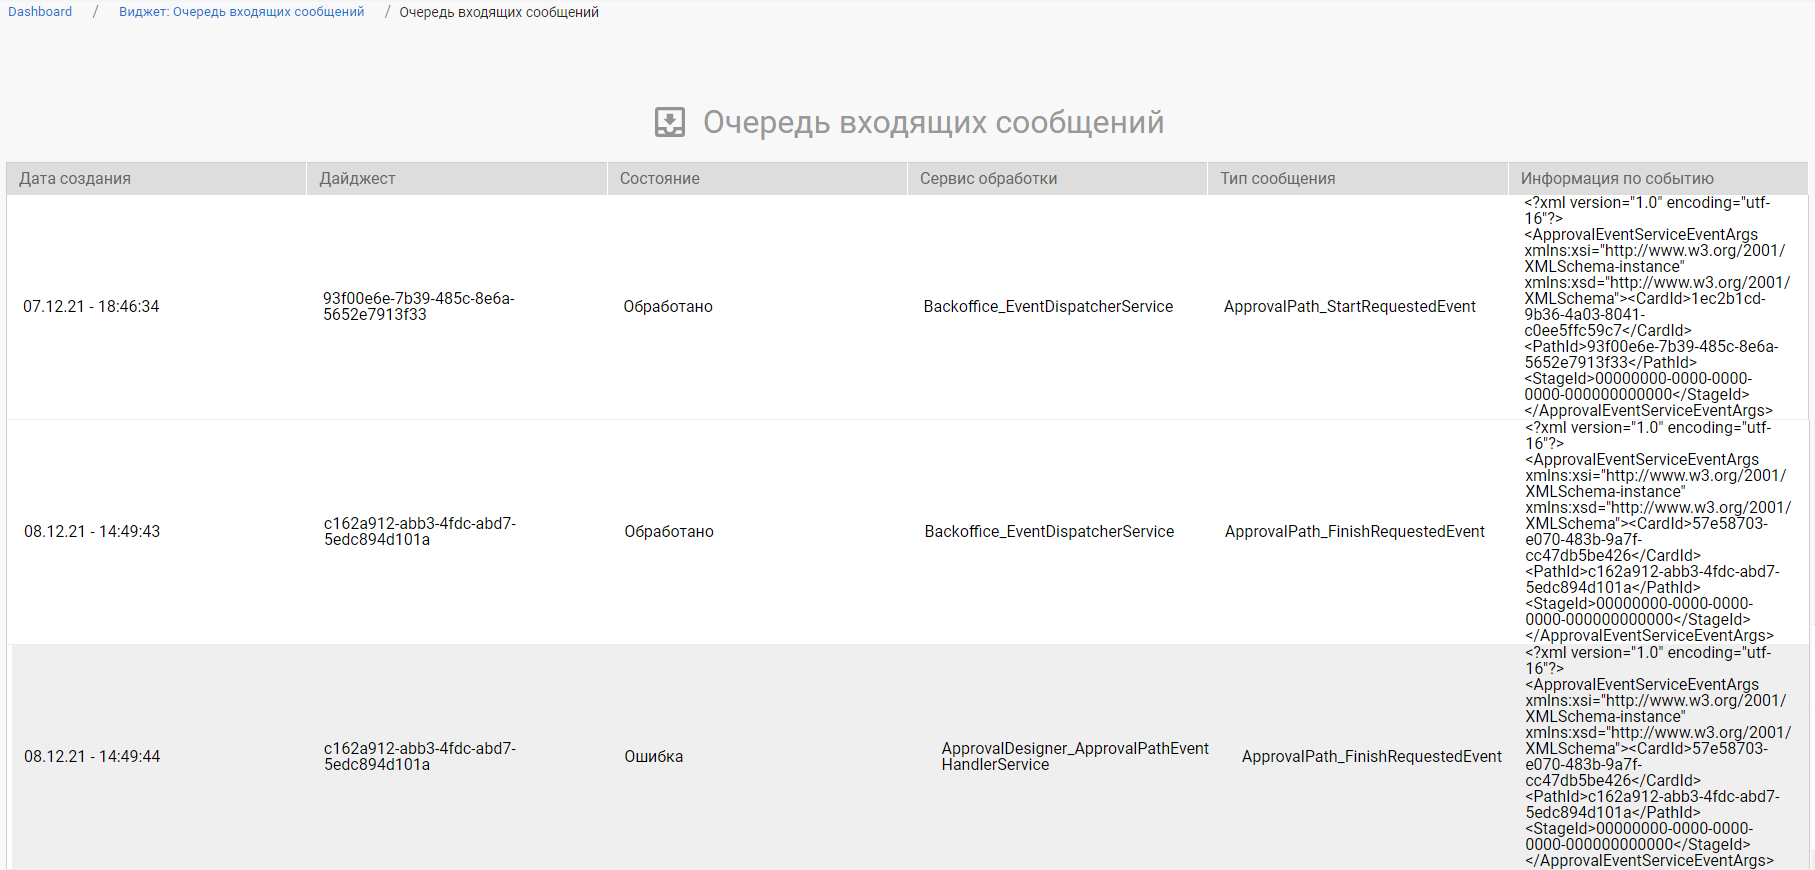 Dashboard / Виджет: Очередь входящих сообщений / Очередь входящих сообщений
Очередь входящих сообщений
Дата создания Дайджест Состояние Сервис обработки Тип сообщения Информация по событию
07.12.21 - 18:46:34
93f00e6e-7b39-485c-8e6a-
5652e7913f33
Обработано
Backoffice_EventDispatcherService
ApprovalPath_StartRequestedEvent
<?xml version="1.0" encoding="utf-
16"?>
<ApprovalEventServiceEventArgs
xmlns:xsi="http://www.w3.org/2001/
XMLSchema-instance"
xmlns:xsd="http://www.w3.org/2001/
XMLSchema"><CardId>1ec2b1cd-
9b36-4a03-8041-
c0ee5ffc59c7</CardId>
<PathId>93f00e6e-7b39-485c-8e6a-
5652e7913f33</PathId>
<StageId>00000000-0000-0000-
0000-000000000000</StageId>
</ApprovalEventServiceEventArgs>
08.12.21 - 14:49:43
c162a912-abb3-4fdc-abd7-
5edc894d101a
Обработано
Backoffice_EventDispatcherService
ApprovalPath_FinishRequestedEvent
<?xml version="1.0" encoding="utf-
16"?>
<ApprovalEventServiceEventArgs
xmlns:xsi="http://www.w3.org/2001/
XMLSchema-instance"
xmlns:xsd="http://www.w3.org/2001/
XMLSchema"><CardId>57e58703-
e070-483b-9a7f-
cc47db5be426</CardId>
<PathId>c162a912-abb3-4fdc-abd7-
5edc894d101a</PathId>
<StageId>00000000-0000-0000-
0000-000000000000</StageId>
</ApprovalEventServiceEventArgs>
08.12.21 - 14:49:44
c162a912-abb3-4fdc-abd7-
5edc894d101a
Ошибка
ApprovalDesigner_ApprovalPathEvent
HandlerService
ApprovalPath_FinishRequestedEvent
<?xml version="1.0" encoding="utf-
16"?>
<ApprovalEventServiceEventArgs
xmlns:xsi="http://www.w3.org/2001/
XMLSchema-instance"
xmlns:xsd="http://www.w3.org/2001/
XMLSchema"><CardId>57e58703-
e070-483b-9a7f-
cc47db5be426</CardId>
<PathId>c162a912-abb3-4fdc-abd7-
5edc894d101a</PathId>
<StageId>00000000-0000-0000-
0000-000000000000</StageId>
</ApprovalEventServiceEventArgs>